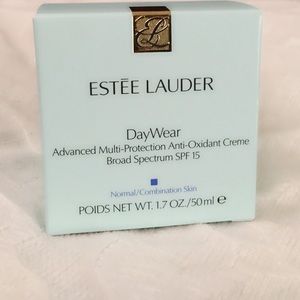 ESTĒE LAUDER
DayWear
Advanced Multi-Protection Anti-Oxidant Creme
Broad Spectrum SPF 15
Normal/Combination Skin
POIDS NET WT. 1.7 OZ./50 ml ℮